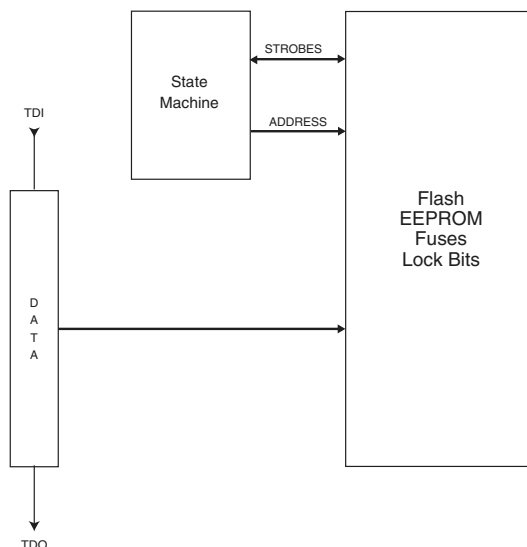 State
Machine
STROBES
ADDRESS
TDI
Flash
EEPROM
Fuses
Lock Bits
D
A
T
A
TDO